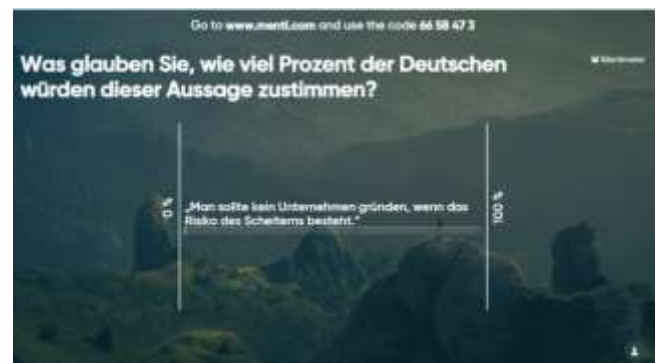 Go to www.menti.com and use the code 66 58 47 3
Was glauben Sie, wie viel Prozent der Deutschen
würden dieser Aussage zustimmen?
Mentimeter
0 %
„Man sollte kein Unternehmen gründen, wenn das
Risiko des Scheiterns besteht.“
100 %